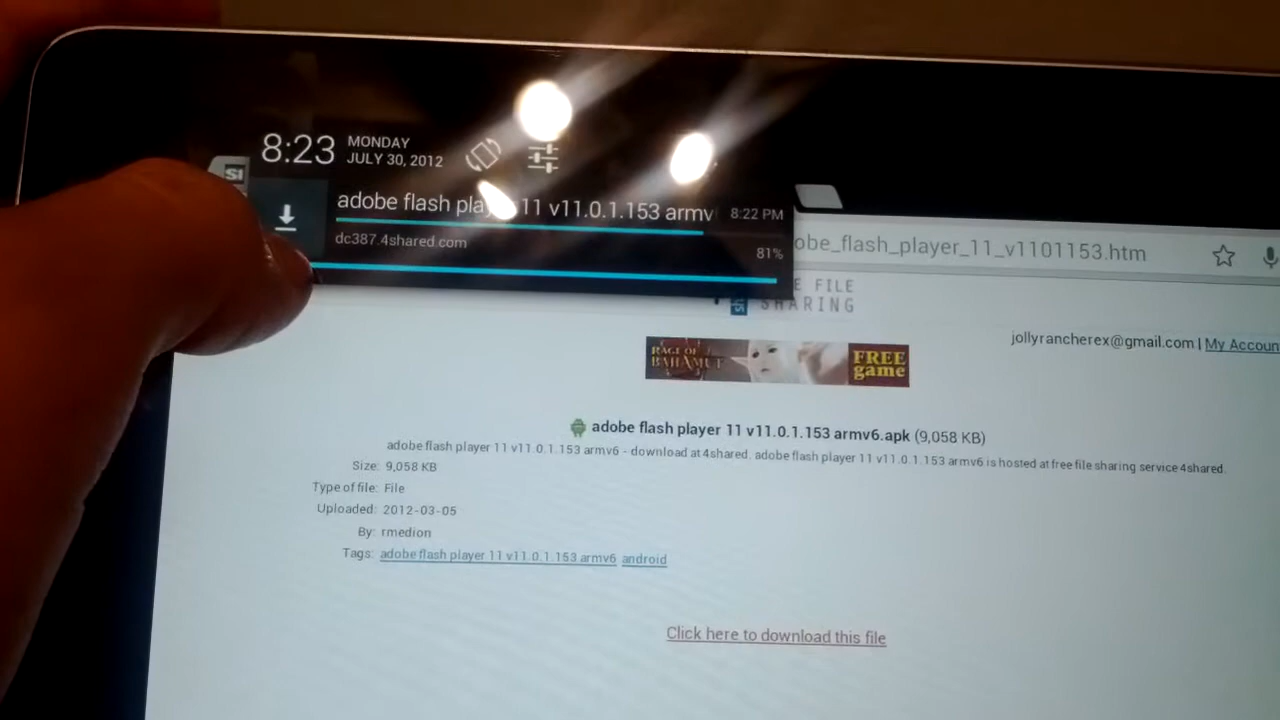 8:23
MONDAY
JULY 30, 2012
adobe flash player 11 v11.0.1.153 armv
8:22 PM
dc387.4shared.com
81%
obe_flash_player_11_v1101153.htm
E FILE
SHARING
jollyrancherex@gmail.com | My Accoun
RAGE OF
BAHAMUT
FREE
game
adobe flash player 11 v11.0.1.153 armv6.apk (9,058 KB)
adobe flash player 11 v11.0.1.153 armv6 - download at 4shared. adobe flash player 11 v11.0.1.153 armv6 is hosted at free file sharing service 4shared.
Size: 9,058 KB
Type of file: File
Uploaded: 2012-03-05
By: rmedion
Tags: adobe flash player 11 v11.0.1.153 armv6 android
Click here to download this file